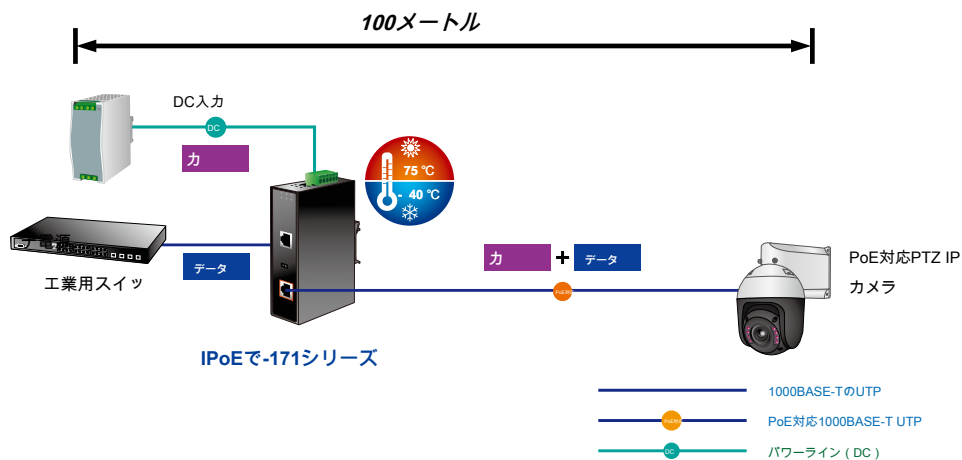 100メートル
DC入力
DC
力
75 ℃
- 40 ℃
電源
工業用スイッ
データ
力 + データ
PoE対応PTZ IP
カメラ
IPoEで-171シリーズ
1000BASE-TのUTP
PoE対応1000BASE-T UTP
DC
パワーライン ( DC )